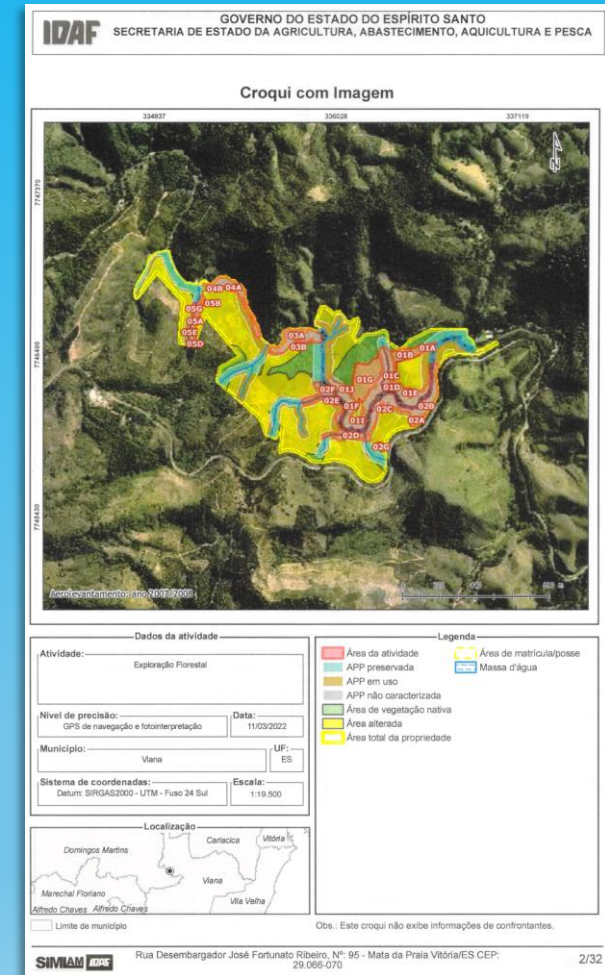 IDAF
GOVERNO DO ESTADO DO ESPÍRITO SANTO
SECRETARIA DE ESTADO DA AGRICULTURA, ABASTECIMENTO, AQUICULTURA E PESCA
Croqui com Imagem
334937 336028 337119
7747370
7746400
7745430
04B 04A
05G 05B
05A
05E
05D
03A
03B
01A
01B
01G 01C
01D
02F 01J
01E
02E
01F
02C 02B
01I
02A
02D
02G
Aerolevantamento: ano 2007/2008
Dados da atividade
Atividade:
Exploração Florestal
Nível de precisão:
GPS de navegação e fotointerpretação
Data:
11/03/2022
Município:
Viana
UF:
ES
Sistema de coordenadas:
Datum: SIRGAS2000 - UTM - Fuso 24 Sul
Escala:
1:19.500
Legenda
Área da atividade
APP preservada
APP em uso
APP não caracterizada
Área de vegetação nativa
Área alterada
Área total da propriedade
Área de matrícula/posse
Massa d'água
Localização
Domingos Martins
Cariacica
Vitória
Viana
Marechal Floriano
Vila Velha
Alfredo Chaves Alfredo Chaves
Limite de município
Obs.: Este croqui não exibe informações de confrontantes.
SIMLAM IDAF
Rua Desembargador José Fortunato Ribeiro, Nº: 95 - Mata da Praia Vitória/ES CEP:
29.066-070
2/32